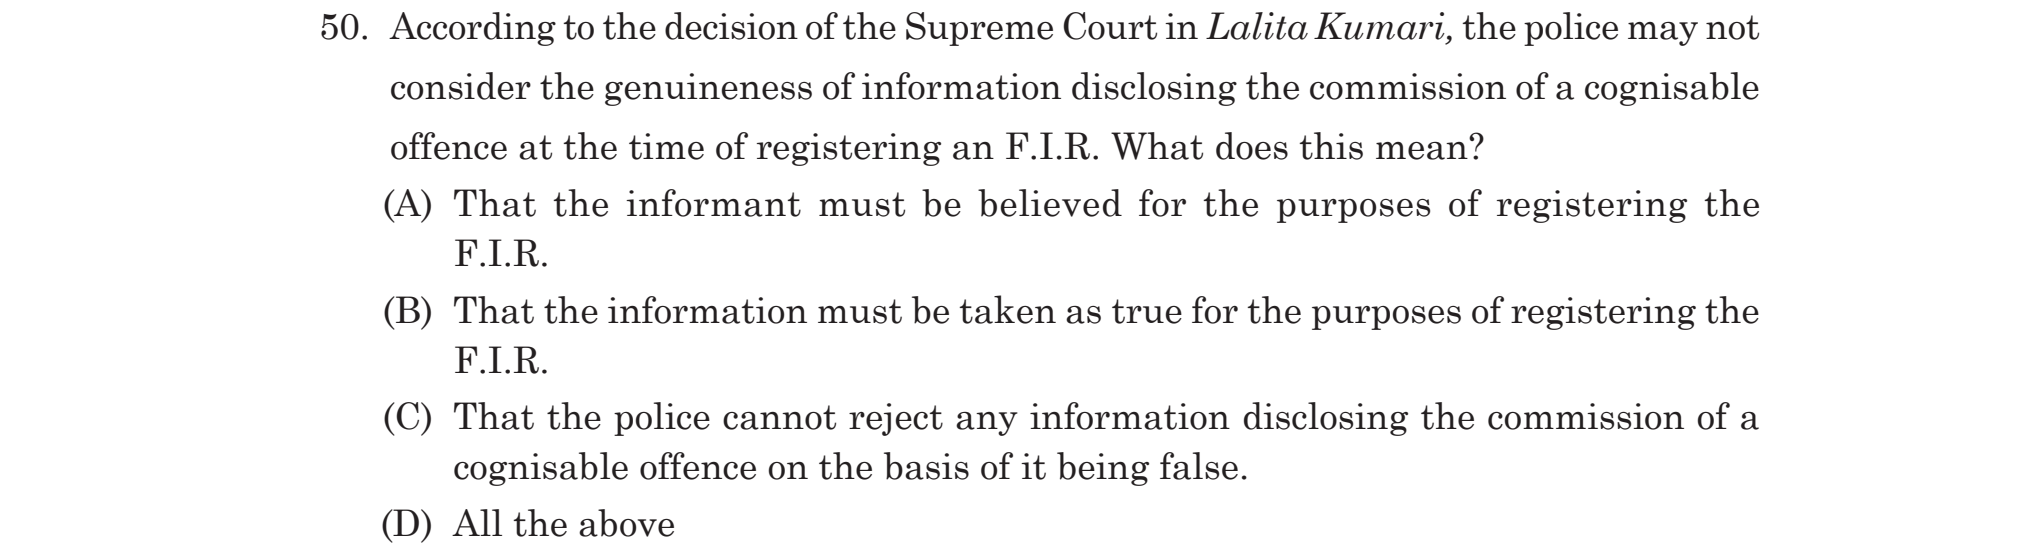 50. According to the decision of the Supreme Court in Lalita Kumari, the police may not
consider the genuineness of information disclosing the commission of a cognisable
offence at the time of registering an F.I.R. What does this mean?
(A) That the informant must be believed for the purposes of registering the
F.I.R.
(B) That the information must be taken as true for the purposes of registering the
F.I.R.
(C) That the police cannot reject any information disclosing the commission of a
cognisable offence on the basis of it being false.
(D) All the above